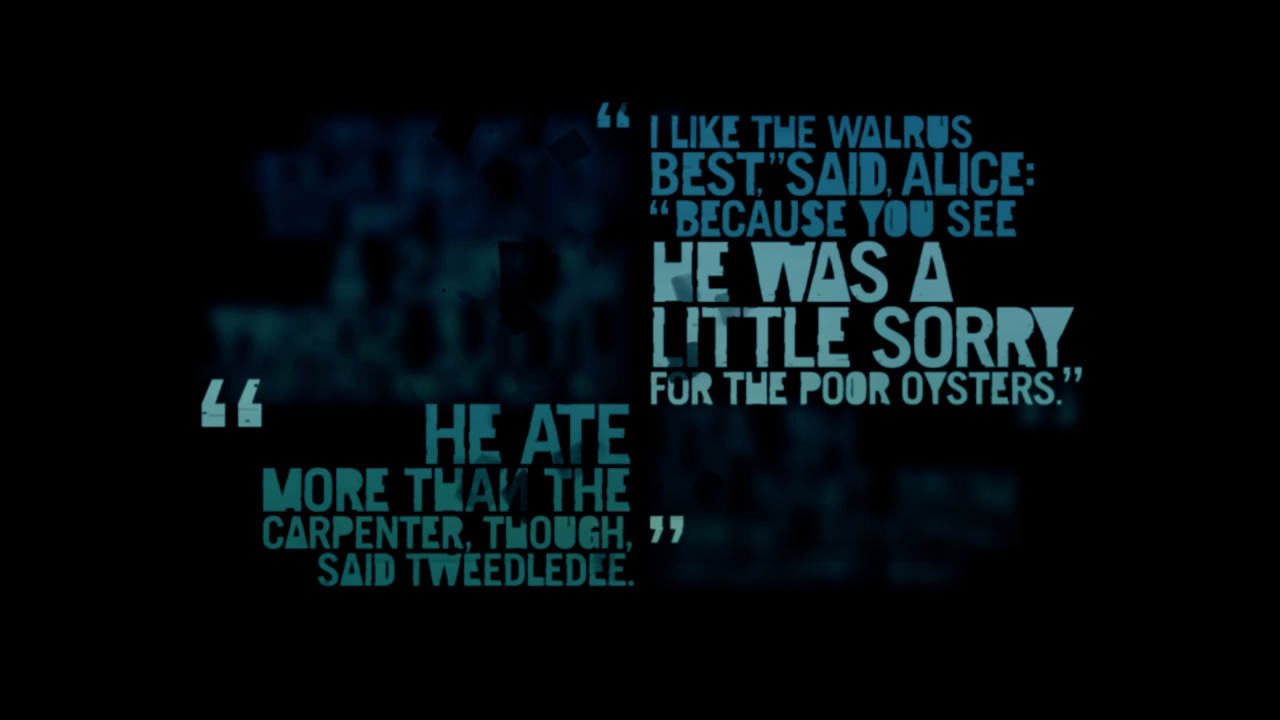 “ I LIKE THE WALRUS
BEST,” SAID, ALICE:
“ BECAUSE YOU SEE
HE WAS A
LITTLE SORRY
FOR THE POOR OYSTERS.”
“ HE ATE
MORE THAN THE
CARPENTER, THOUGH,
SAID TWEEDLEDEE. ”